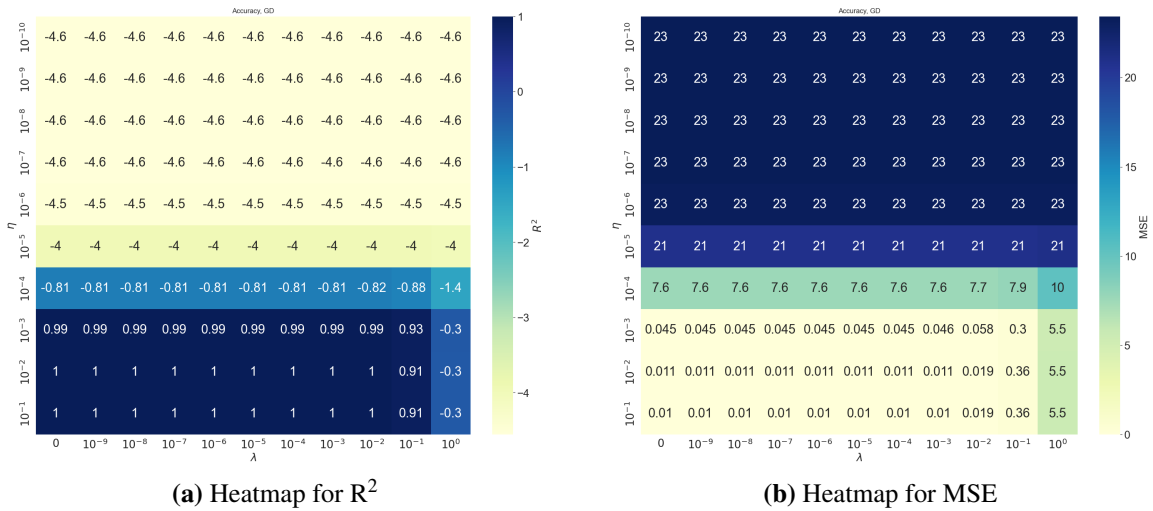 Accuracy, GD
10⁻¹⁰ -4.6 -4.6 -4.6 -4.6 -4.6 -4.6 -4.6 -4.6 -4.6 -4.6 -4.6
10⁻⁹ -4.6 -4.6 -4.6 -4.6 -4.6 -4.6 -4.6 -4.6 -4.6 -4.6 -4.6
10⁻⁸ -4.6 -4.6 -4.6 -4.6 -4.6 -4.6 -4.6 -4.6 -4.6 -4.6 -4.6
10⁻⁷ -4.6 -4.6 -4.6 -4.6 -4.6 -4.6 -4.6 -4.6 -4.6 -4.6 -4.6
10⁻⁶ -4.5 -4.5 -4.5 -4.5 -4.5 -4.5 -4.5 -4.5 -4.5 -4.5 -4.5
10⁻⁵ -4 -4 -4 -4 -4 -4 -4 -4 -4 -4 -4
10⁻⁴ -0.81 -0.81 -0.81 -0.81 -0.81 -0.81 -0.81 -0.81 -0.82 -0.88 -1.4
10⁻³ 0.99 0.99 0.99 0.99 0.99 0.99 0.99 0.99 0.99 0.93 -0.3
10⁻² 1 1 1 1 1 1 1 1 1 0.91 -0.3
10⁻¹ 1 1 1 1 1 1 1 1 1 0.91 -0.3
η
0 10⁻⁹ 10⁻⁸ 10⁻⁷ 10⁻⁶ 10⁻⁵ 10⁻⁴ 10⁻³ 10⁻² 10⁻¹ 10⁰
λ
1
0
−1
−2
−3
−4
R²
(a) Heatmap for R²
Accuracy, GD
10⁻¹⁰ 23 23 23 23 23 23 23 23 23 23 23
10⁻⁹ 23 23 23 23 23 23 23 23 23 23 23
10⁻⁸ 23 23 23 23 23 23 23 23 23 23 23
10⁻⁷ 23 23 23 23 23 23 23 23 23 23 23
10⁻⁶ 23 23 23 23 23 23 23 23 23 23 23
10⁻⁵ 21 21 21 21 21 21 21 21 21 21 21
10⁻⁴ 7.6 7.6 7.6 7.6 7.6 7.6 7.6 7.6 7.7 7.9 10
10⁻³ 0.045 0.045 0.045 0.045 0.045 0.045 0.045 0.046 0.058 0.3 5.5
10⁻² 0.011 0.011 0.011 0.011 0.011 0.011 0.011 0.011 0.019 0.36 5.5
10⁻¹ 0.01 0.01 0.01 0.01 0.01 0.01 0.01 0.01 0.019 0.36 5.5
η
0 10⁻⁹ 10⁻⁸ 10⁻⁷ 10⁻⁶ 10⁻⁵ 10⁻⁴ 10⁻³ 10⁻² 10⁻¹ 10⁰
λ
20
15
10
5
0
MSE
(b) Heatmap for MSE